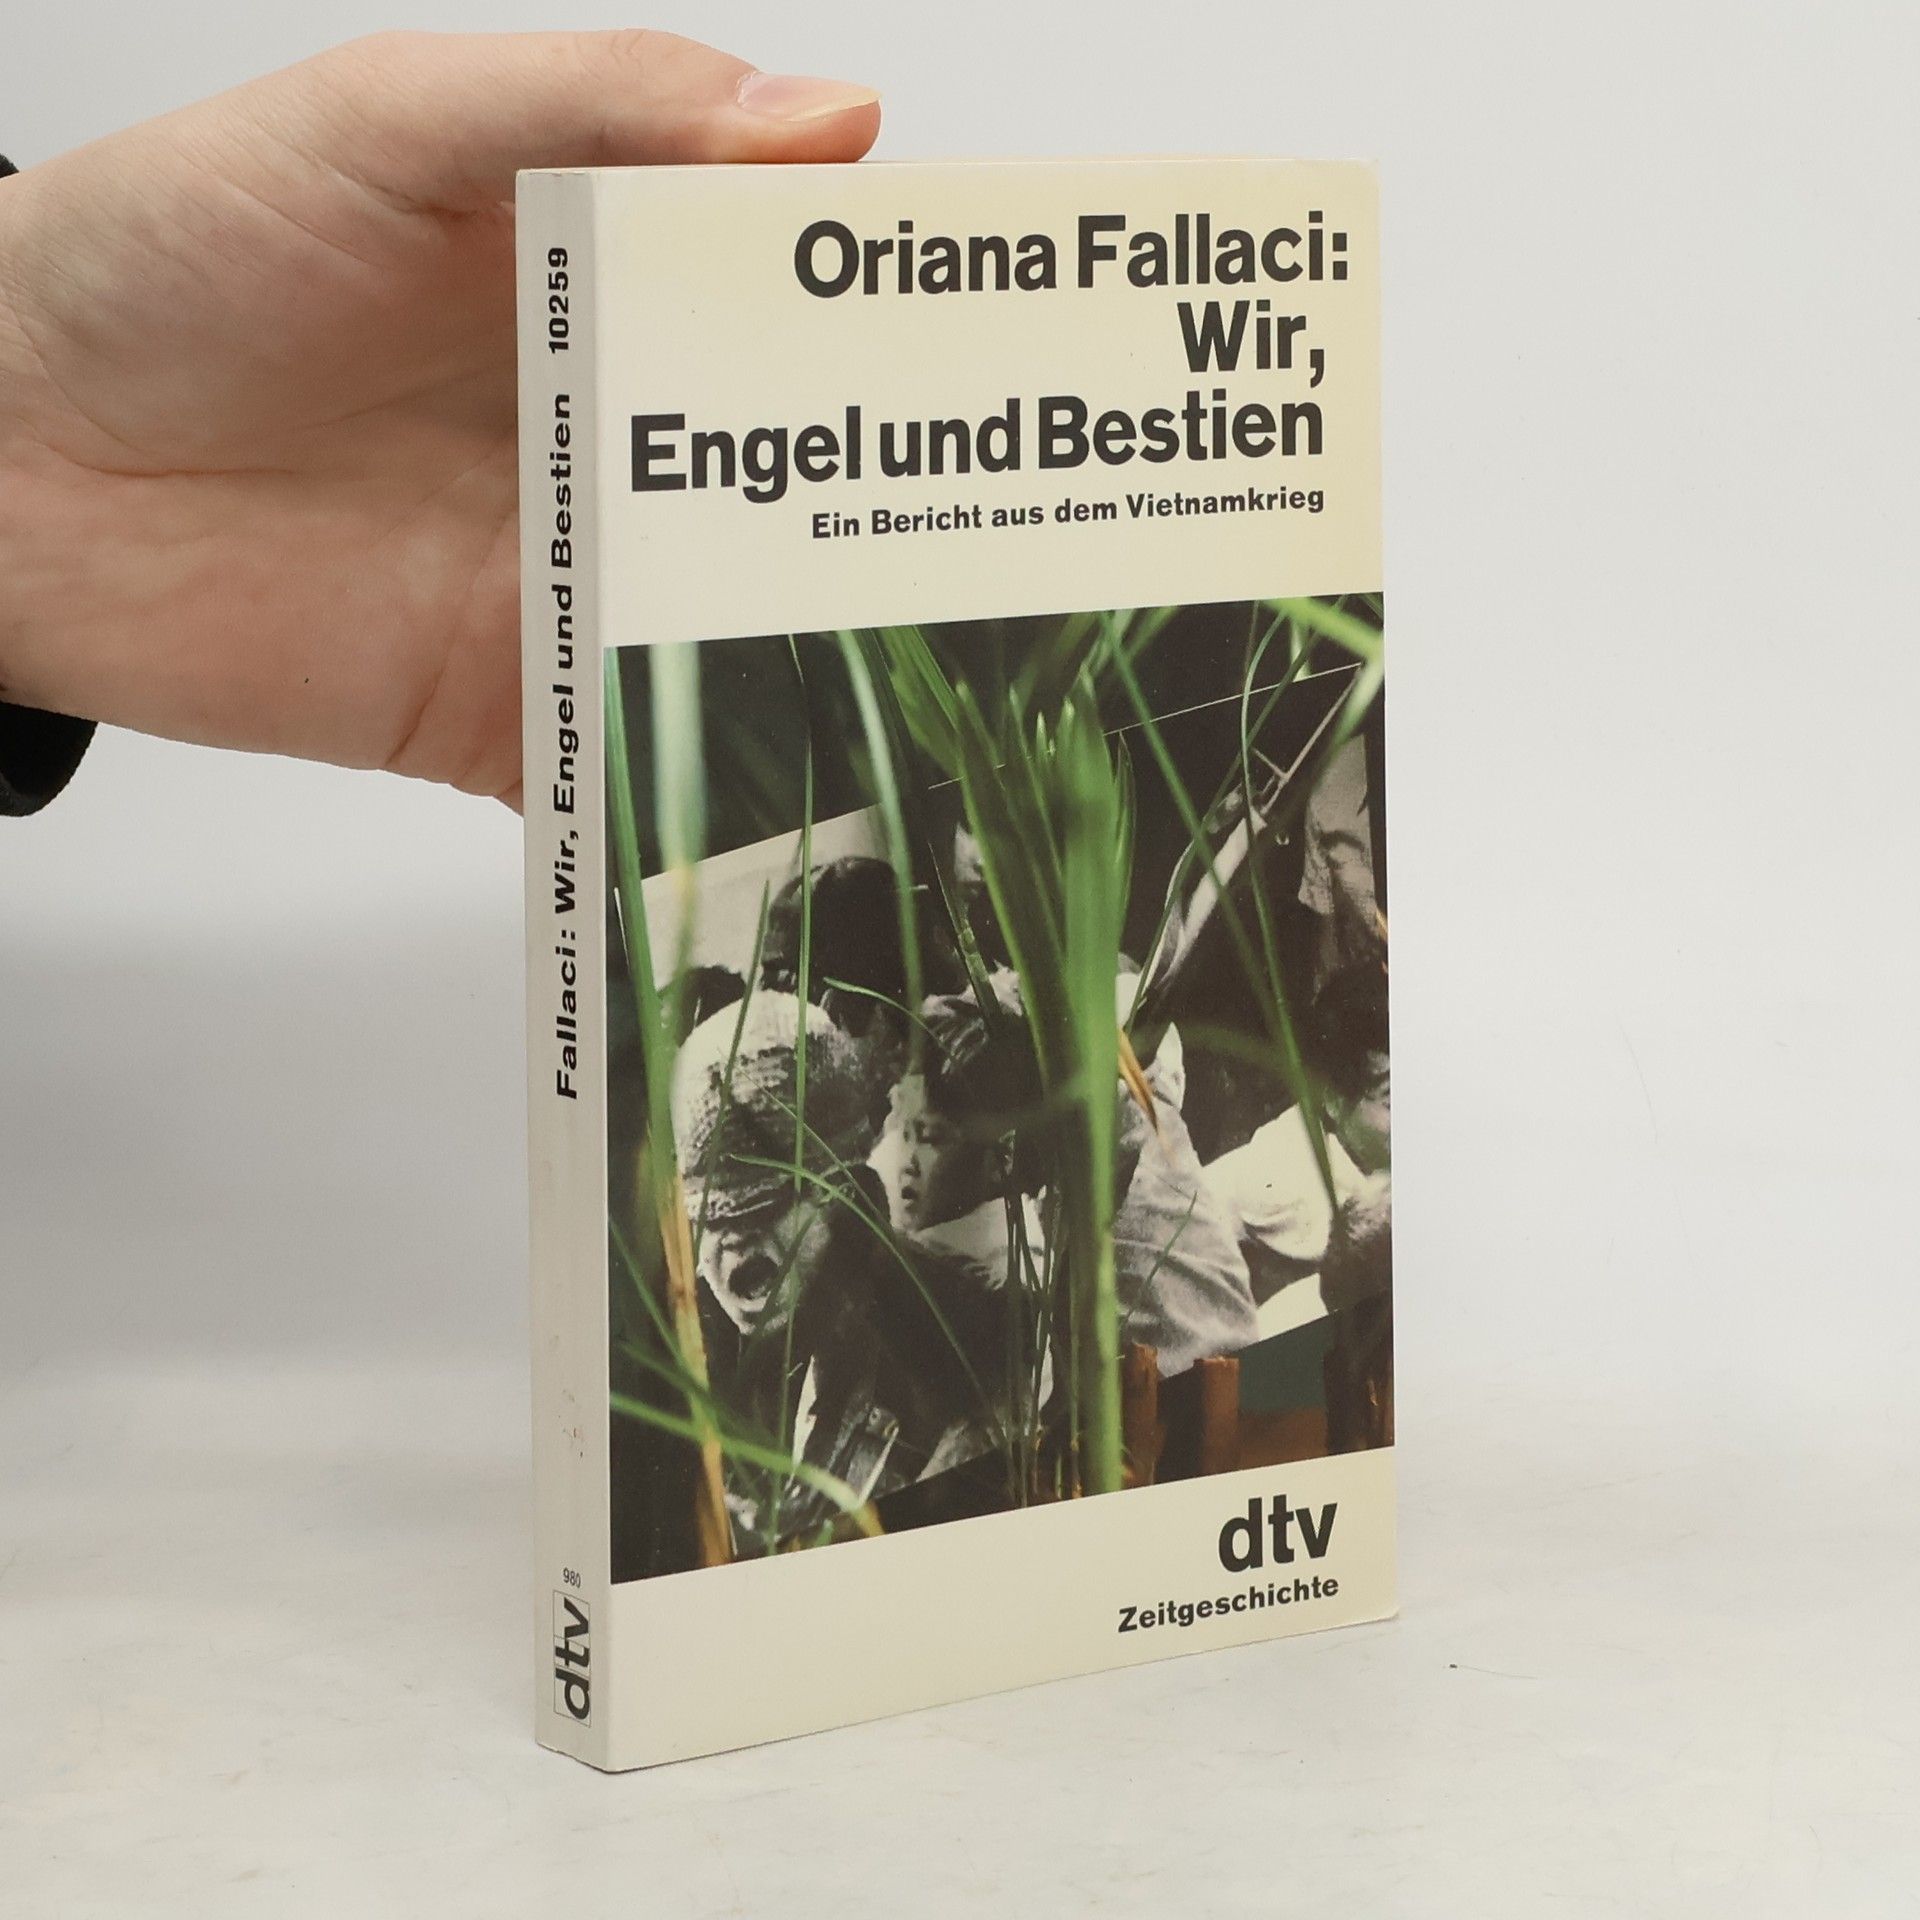 Oriana Fallaci:
Wir,
Engel und Bestien
Ein Bericht aus dem Vietnamkrieg
dtv
Zeitgeschichte
Fallaci: Wir, Engel und Bestien 10259
980
dtv